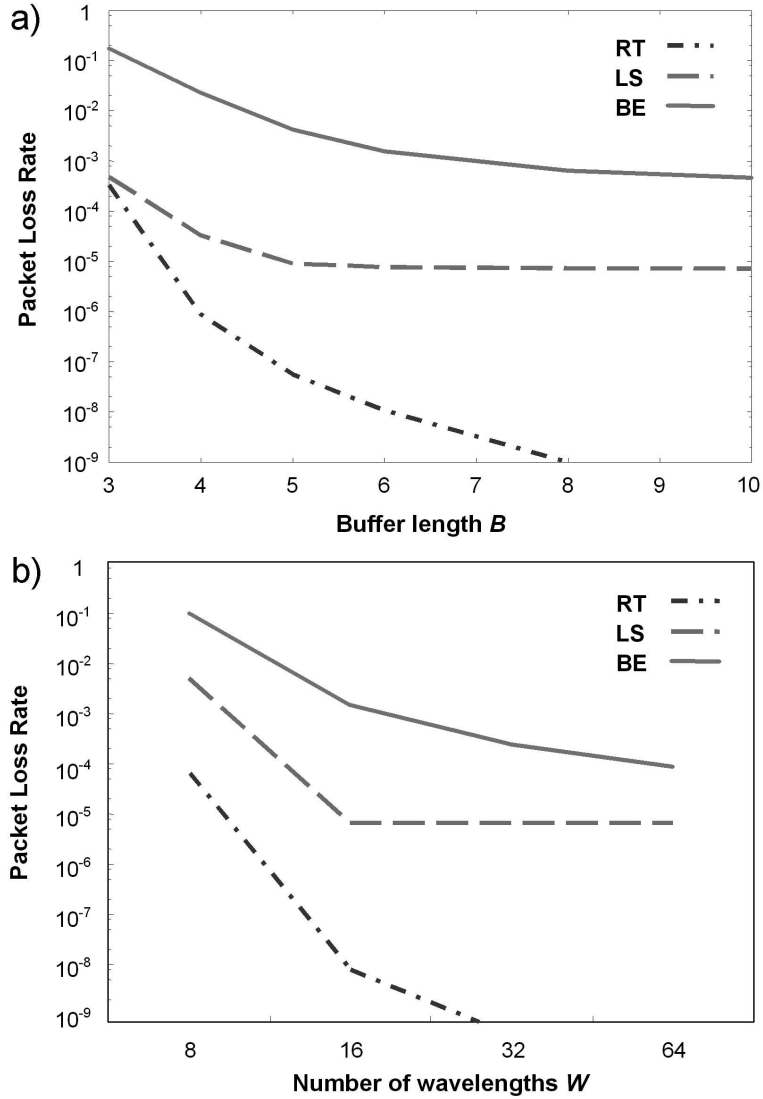 a)
Packet Loss Rate
1
10-1
10-2
10-3
10-4
10-5
10-6
10-7
10-8
10-9
RT
LS
BE
3 4 5 6 7 8 9 10
Buffer length B
b)
Packet Loss Rate
1
10-1
10-2
10-3
10-4
10-5
10-6
10-7
10-8
10-9
RT
LS
BE
8 16 32 64
Number of wavelengths W